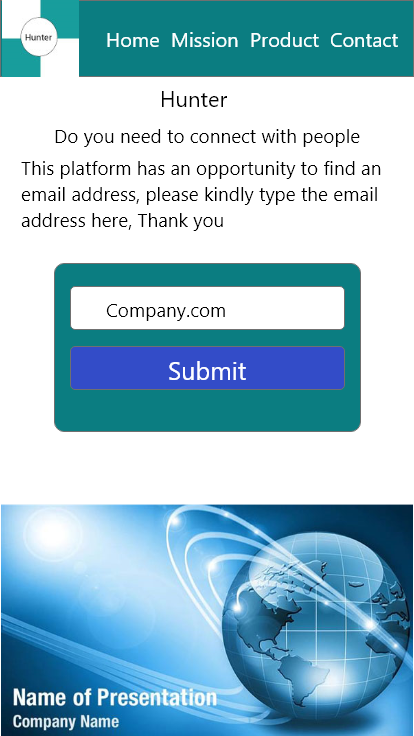 Hunter
Home Mission Product Contact
Hunter
Do you need to connect with people
This platform has an opportunity to find an
email address, please kindly type the email
address here, Thank you
Company.com
Submit
Name of Presentation
Company Name